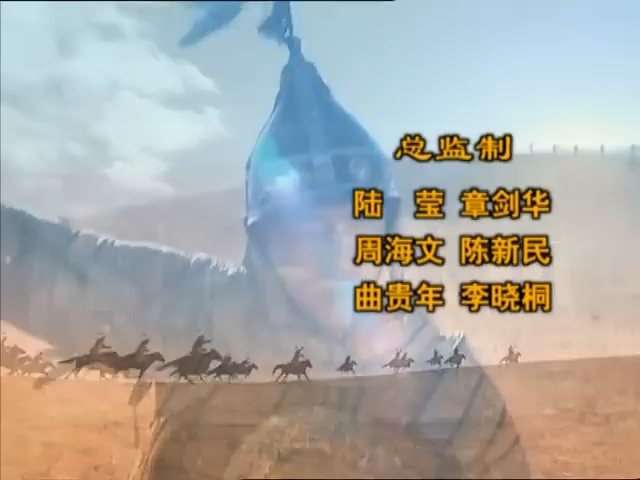 总监制
陆　莹 章剑华
周海文 陈新民
曲贵年 李晓桐